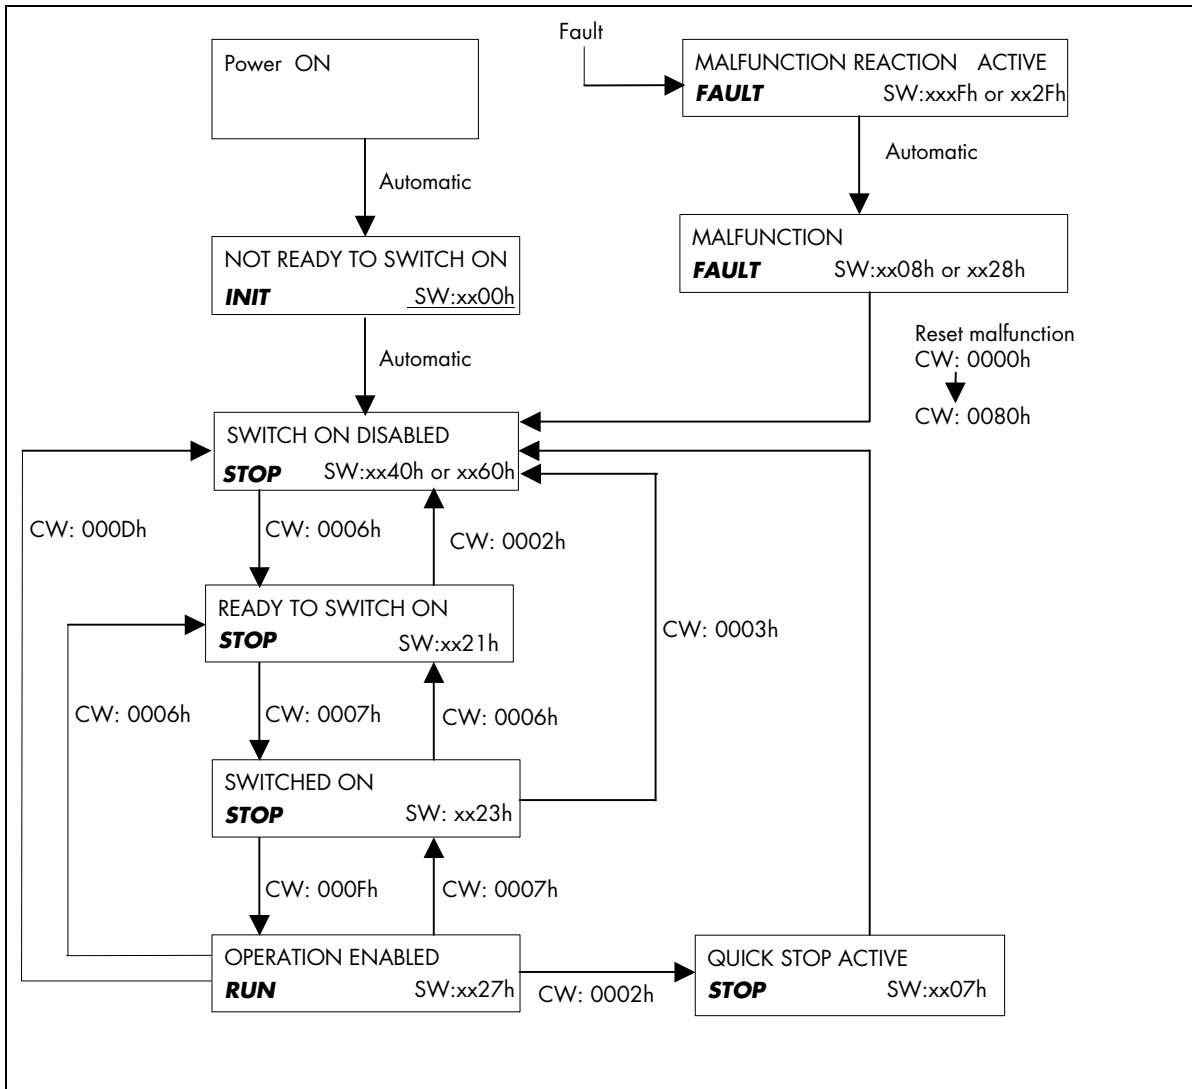 Fault
Power ON
MALFUNCTION REACTION ACTIVE
FAULT SW:xxxFh or xx2Fh
Automatic
Automatic
NOT READY TO SWITCH ON
INIT SW:xx00h
MALFUNCTION
FAULT SW:xx08h or xx28h
Automatic
Reset malfunction
CW: 0000h
CW: 0080h
SWITCH ON DISABLED
STOP SW:xx40h or xx60h
CW: 000Dh
CW: 0006h
CW: 0002h
READY TO SWITCH ON
STOP SW:xx21h
CW: 0003h
CW: 0006h
CW: 0007h
CW: 0006h
SWITCHED ON
STOP SW: xx23h
CW: 000Fh
CW: 0007h
OPERATION ENABLED
RUN SW:xx27h
CW: 0002h
QUICK STOP ACTIVE
STOP SW:xx07h